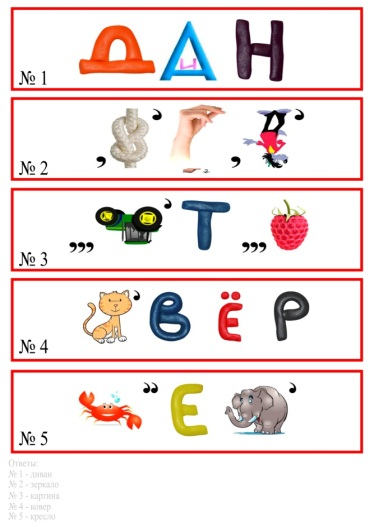 Д А Н
№ 1
, ’ , ’
№ 2
,,, ’ Т ,,,
№ 3
’ В Ё Р
№ 4
’’ Е ’
№ 5
Ответы:
№ 1 - диван
№ 2 - зеркало
№ 3 - картина
№ 4 - ковер
№ 5 - кресло